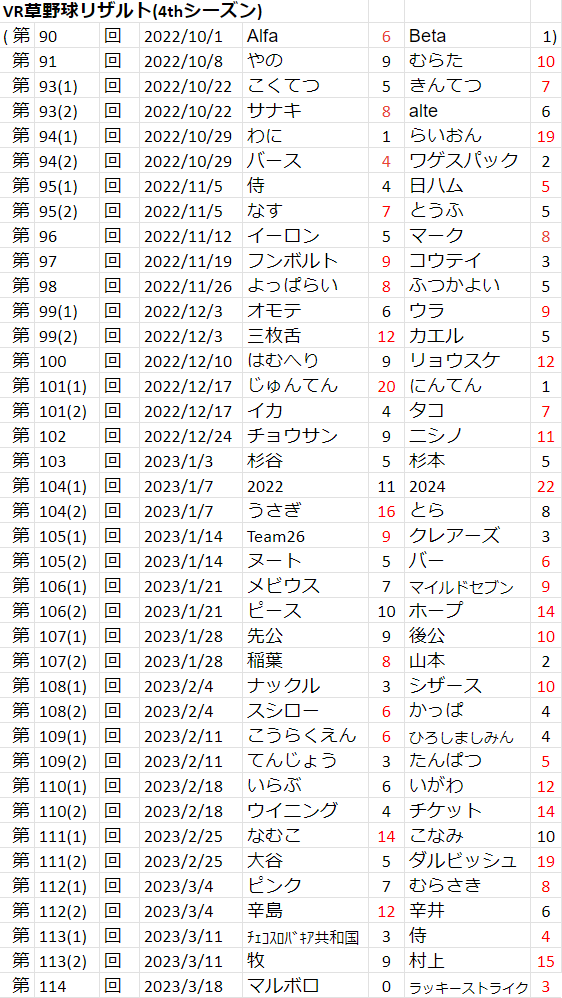 VR草野球リザルト(4thシーズン)
(第 90 回 2022/10/1 Alfa 6 Beta 1)
第 91 回 2022/10/8 やの 9 むらた 10
第 93(1) 回 2022/10/22 こくてつ 5 きんてつ 7
第 93(2) 回 2022/10/22 サナキ 8 alte 6
第 94(1) 回 2022/10/29 わに 1 らいおん 19
第 94(2) 回 2022/10/29 バース 4 ワゲスパック 2
第 95(1) 回 2022/11/5 侍 4 日ハム 5
第 95(2) 回 2022/11/5 なす 7 とうふ 5
第 96 回 2022/11/12 イーロン 5 マーク 8
第 97 回 2022/11/19 フンボルト 9 コウテイ 3
第 98 回 2022/11/26 よっぱらい 8 ふつかよい 5
第 99(1) 回 2022/12/3 オモテ 6 ウラ 9
第 99(2) 回 2022/12/3 三枚舌 12 カエル 5
第 100 回 2022/12/10 はむへり 9 リョウスケ 12
第 101(1) 回 2022/12/17 じゅんてん 20 にんてん 1
第 101(2) 回 2022/12/17 イカ 4 タコ 7
第 102 回 2022/12/24 チョウサン 9 ニシノ 11
第 103 回 2023/1/3 杉谷 5 杉本 5
第 104(1) 回 2023/1/7 2022 11 2024 22
第 104(2) 回 2023/1/7 うさぎ 16 とら 8
第 105(1) 回 2023/1/14 Team26 9 クレアーズ 3
第 105(2) 回 2023/1/14 ヌート 5 バー 6
第 106(1) 回 2023/1/21 メビウス 7 マイルドセブン 9
第 106(2) 回 2023/1/21 ピース 10 ホープ 14
第 107(1) 回 2023/1/28 先公 9 後公 10
第 107(2) 回 2023/1/28 稲葉 8 山本 2
第 108(1) 回 2023/2/4 ナックル 3 シザース 10
第 108(2) 回 2023/2/4 スシロー 6 かっぱ 4
第 109(1) 回 2023/2/11 こうらくえん 6 ひろしましみん 4
第 109(2) 回 2023/2/11 てんじょう 3 たんぱつ 5
第 110(1) 回 2023/2/18 いらぶ 6 いがわ 12
第 110(2) 回 2023/2/18 ウイニング 4 チケット 14
第 111(1) 回 2023/2/25 なむこ 14 こなみ 10
第 111(2) 回 2023/2/25 大谷 5 ダルビッシュ 19
第 112(1) 回 2023/3/4 ピンク 7 むらさき 8
第 112(2) 回 2023/3/4 辛島 12 辛井 6
第 113(1) 回 2023/3/11 ﾁｪｺｽﾛﾊﾞｷｱ共和国 3 侍 4
第 113(2) 回 2023/3/11 牧 9 村上 15
第 114 回 2023/3/18 マルボロ 0 ラッキーストライク 3